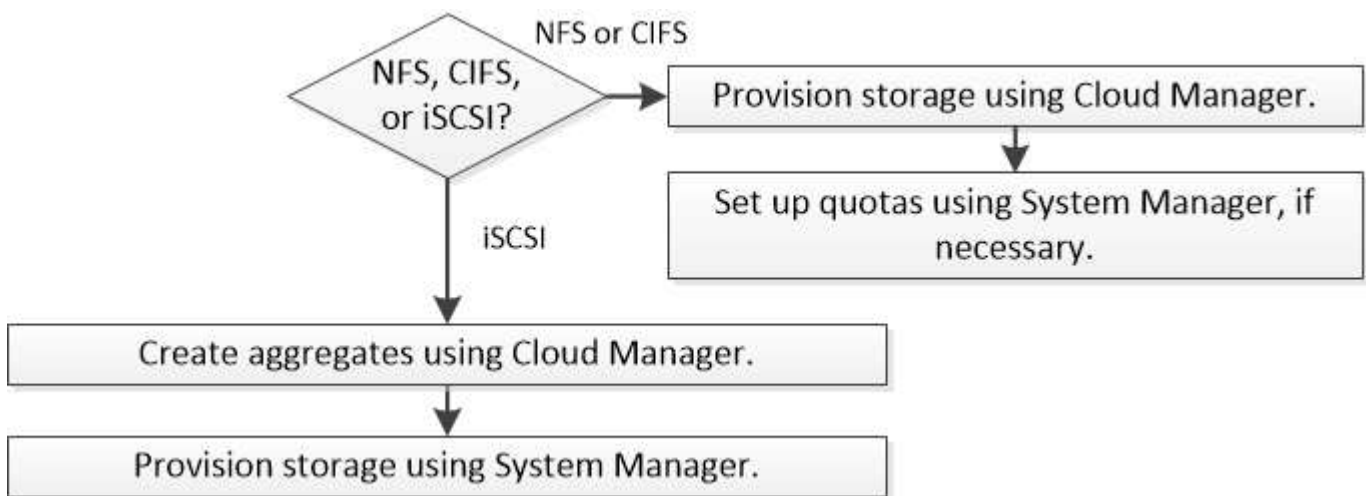 NFS or CIFS
NFS, CIFS,
or iSCSI?
Provision storage using Cloud Manager.
Set up quotas using System Manager, if
necessary.
iSCSI
Create aggregates using Cloud Manager.
Provision storage using System Manager.